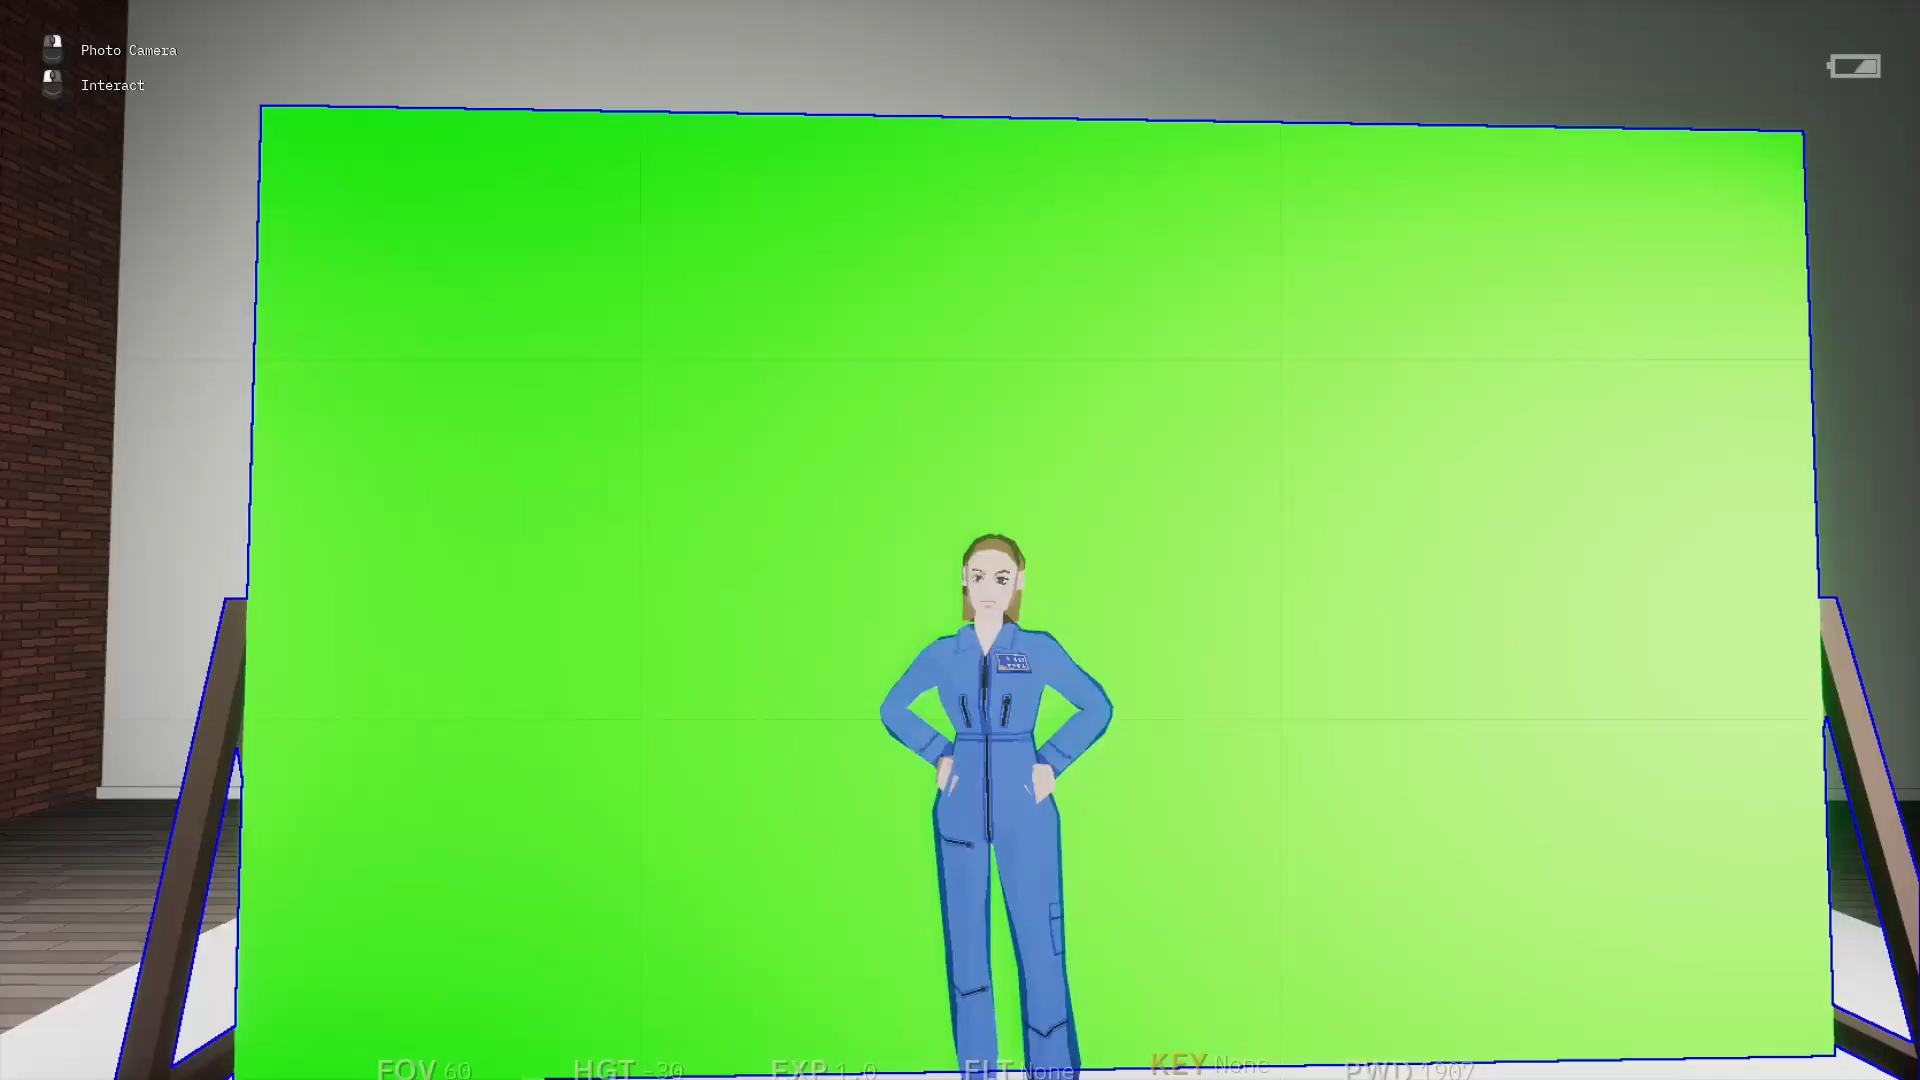 Photo Camera
Interact
FOV 60 HGT -30 EXP 1.0 FLT None KEY None PWD 1907